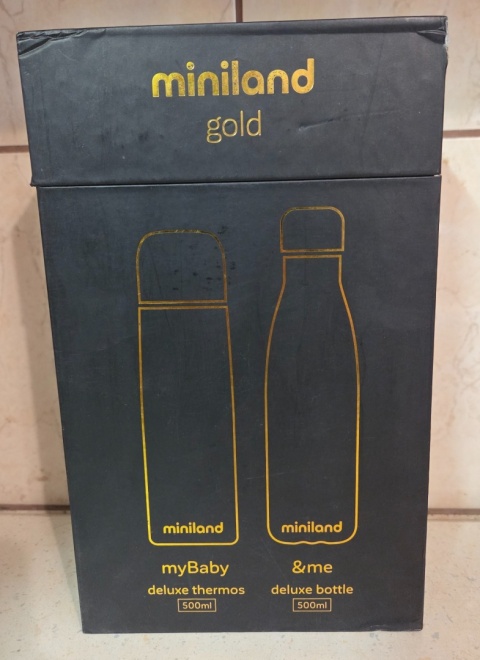 miniland
gold
miniland
miniland
myBaby
&me
deluxe thermos
deluxe bottle
500ml
500ml